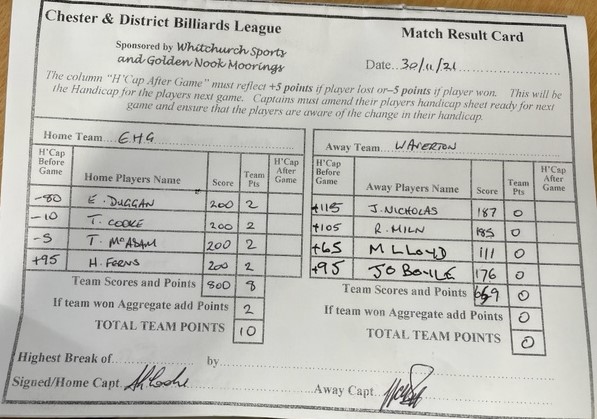 Chester & District Billiards League
Match Result Card
Sponsored by Whitchurch Sports
and Golden Nook Moorings
Date 30/11/21
The column "H'Cap After Game" must reflect +5 points if player lost or –5 points if player won. This will be
the Handicap for the players next game. Captains must amend their players handicap sheet ready for next
game and ensure that the players are aware of the change in their handicap.
Home Team EHG
H'Cap Before Game Home Players Name Score Team Pts H'Cap After Game
-80 E. DUGGAN 200 2
-10 T. COOKE 200 2
-5 T. McADAM 200 2
+95 H. FERNS 200 2
Team Scores and Points 800 8
If team won Aggregate add Points 2
TOTAL TEAM POINTS 10
Away Team WAVERTON
H'Cap Before Game Away Players Name Score Team Pts H'Cap After Game
+115 J. NICHOLAS 187 0
+105 R. MILN 185 0
+65 M LLOYD 111 0
+95 JO BOYLE 176 0
Team Scores and Points 659 0
If team won Aggregate add Points 0
TOTAL TEAM POINTS 0
Highest Break of by
Signed/Home Capt.
Away Capt.